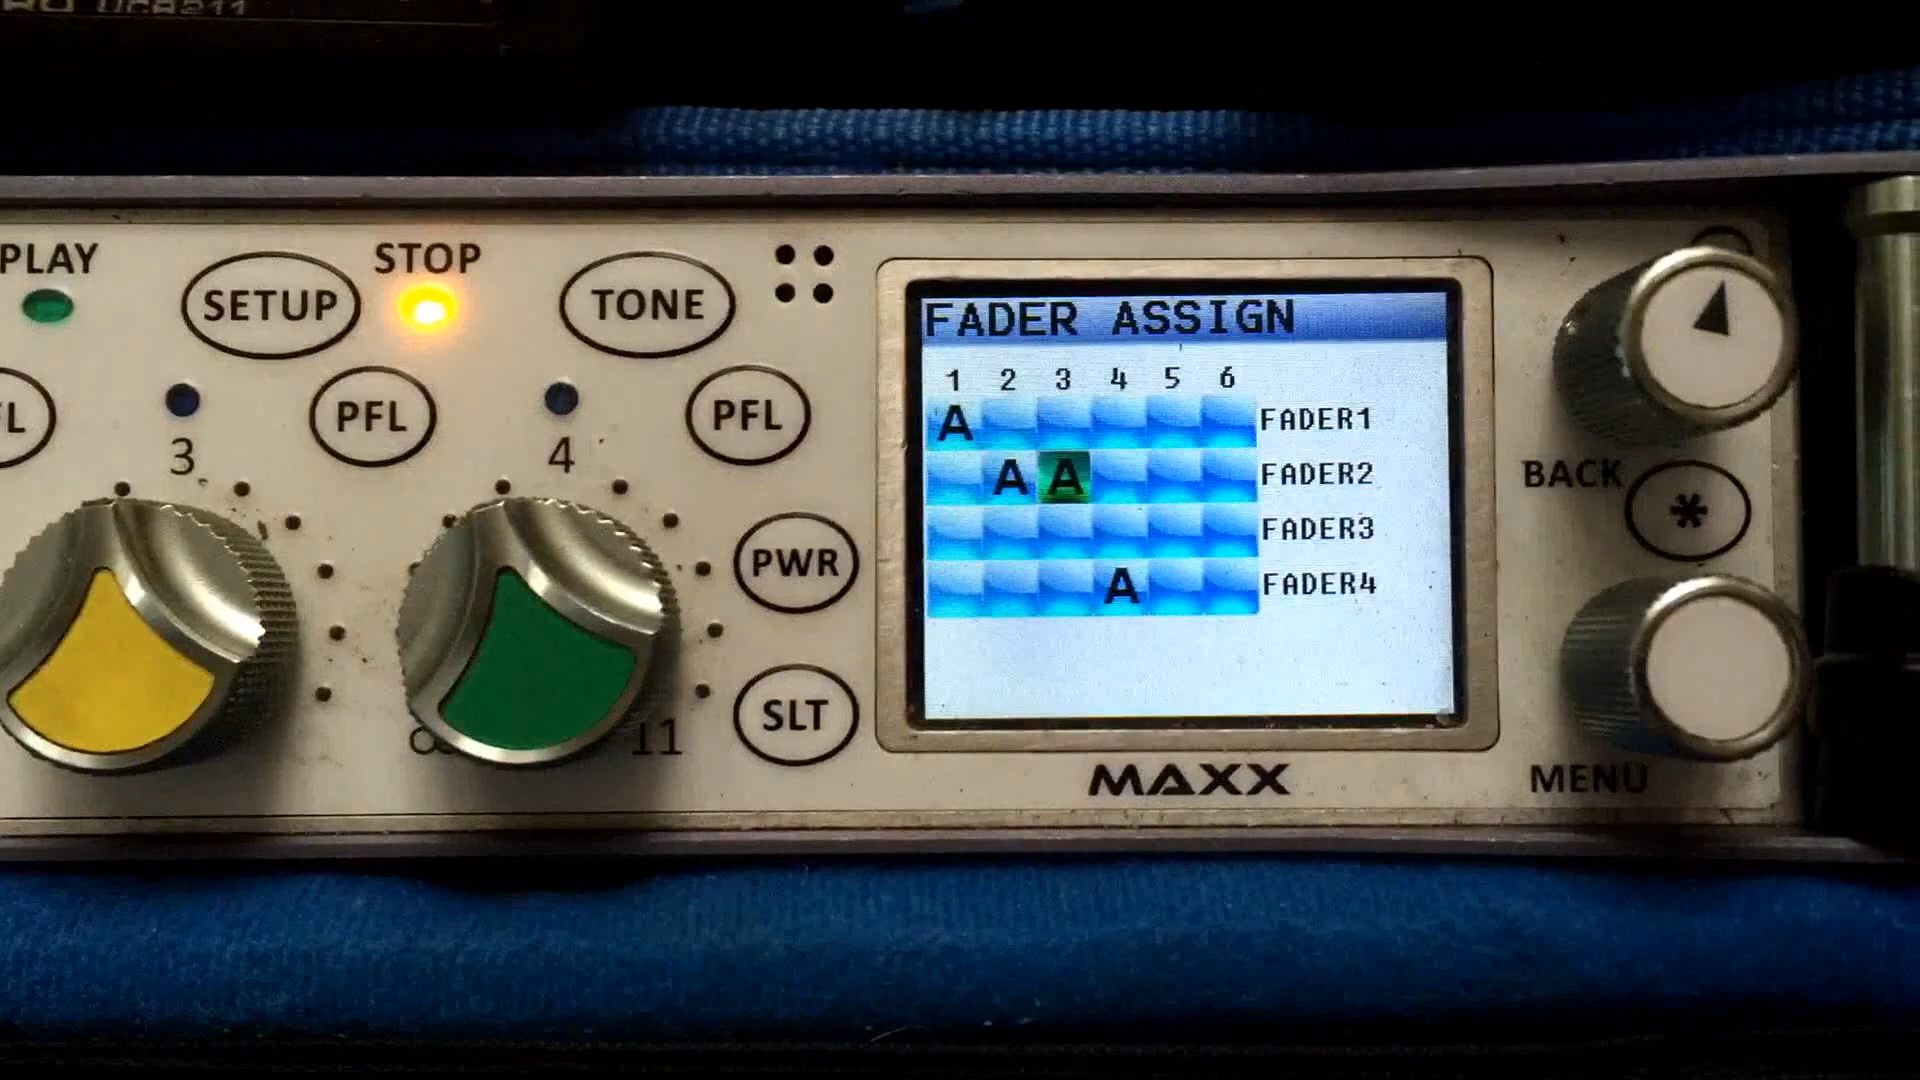 PLAY
SETUP
STOP
TONE
PFL
PFL
3
4
PWR
SLT
∞
11
FADER ASSIGN
1 2 3 4 5 6
A FADER1
A A FADER2
FADER3
A FADER4
MAXX
BACK
*
MENU